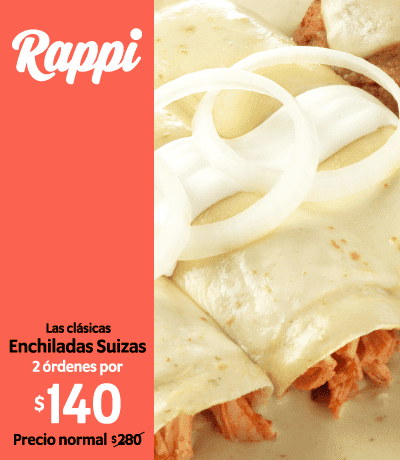 Rappi
Las clásicas
Enchiladas Suizas
2 órdenes por
$140
Precio normal $280